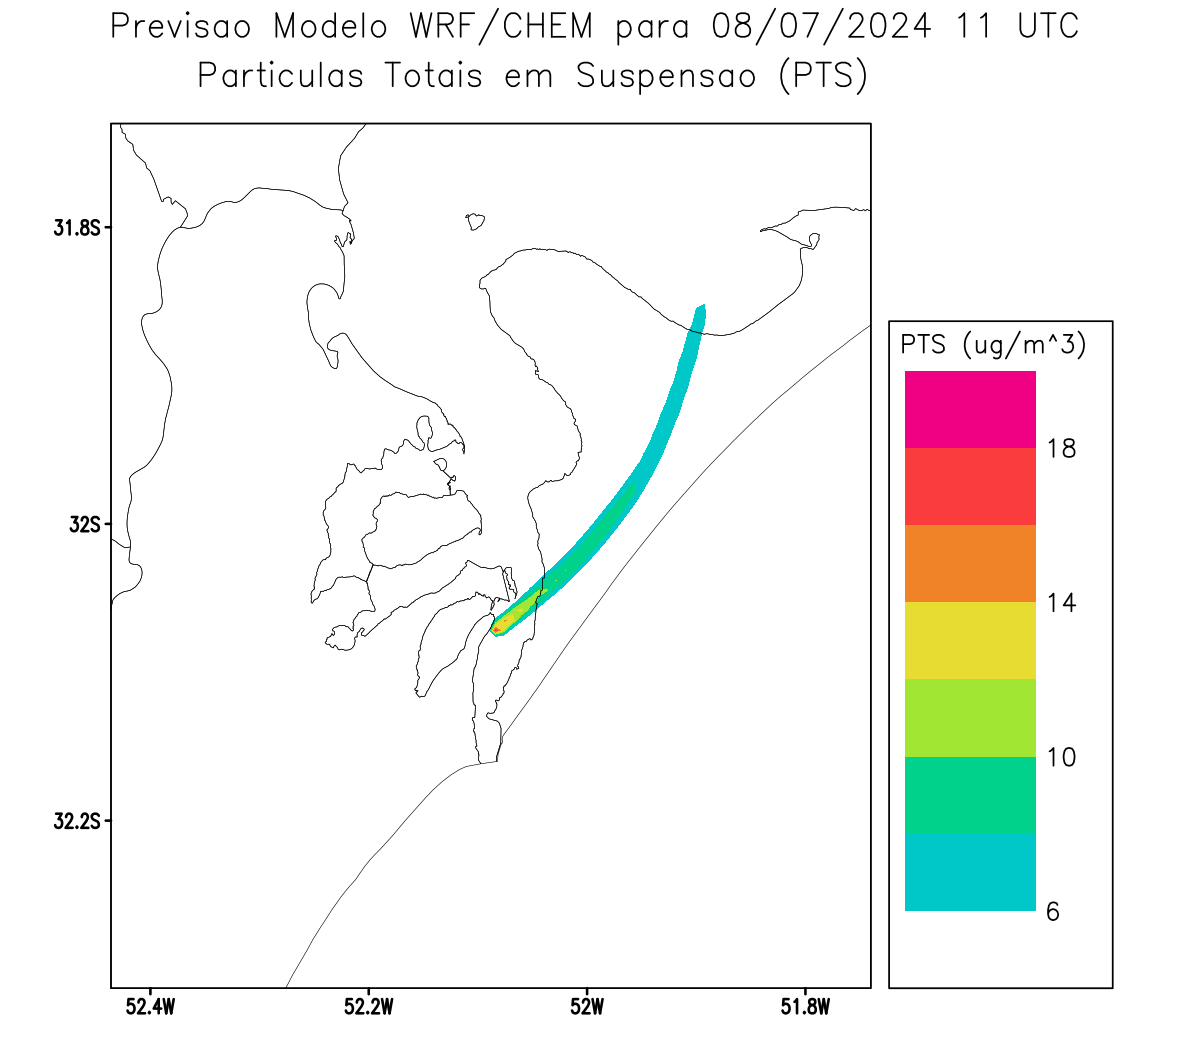 Previsao Modelo WRF/CHEM para 08/07/2024 11 UTC
Particulas Totais em Suspensao (PTS)
31.8S
32S
32.2S
52.4W
52.2W
52W
51.8W
PTS (ug/m^3)
18
14
10
6